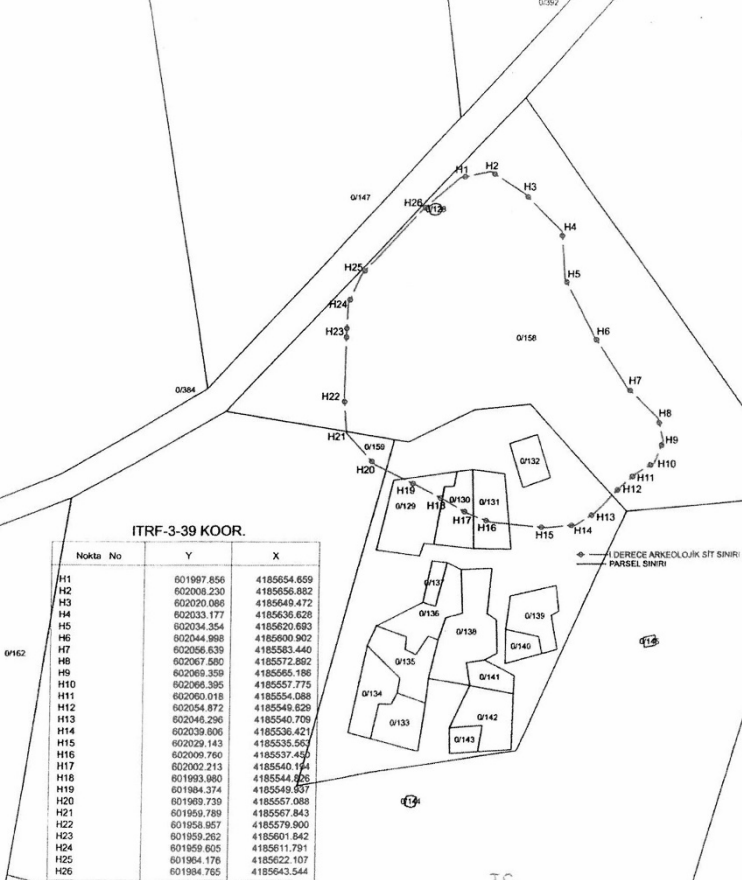 0/392
H1
H2
H3
0/147
H26
0/128
H4
H25
H5
H24
H23
0/158
H6
0/384
H7
H22
H8
H21
0/159
H9
H20
0/132
H10
H11
H19
H12
H18
0/130
0/131
0/129
H17
H16
H13
H15
H14
ITRF-3-39 KOOR.
I DERECE ARKEOLOJİK SİT SINIRI
PARSEL SINIRI
Nokta No Y X
H1 601997.856 4185654.659
H2 602008.230 4185656.882
H3 602020.086 4185649.472
H4 602033.177 4185636.628
H5 602034.354 4185620.693
H6 602044.998 4185600.902
H7 602056.639 4185583.440
H8 602067.580 4185572.892
H9 602069.359 4185565.186
H10 602066.395 4185557.775
H11 602060.018 4185554.088
H12 602054.872 4185549.629
H13 602046.296 4185540.709
H14 602039.606 4185536.421
H15 602029.143 4185535.563
H16 602009.760 4185537.450
H17 602002.213 4185540.194
H18 601993.980 4185544.826
H19 601984.374 4185549.937
H20 601969.739 4185557.088
H21 601959.789 4185567.843
H22 601958.957 4185579.900
H23 601959.262 4185601.842
H24 601959.605 4185611.791
H25 601964.176 4185622.107
H26 601984.765 4185643.544
0/137
0/136
0/139
0/138
0/140
0/162
0/135
0/141
0/134
0/133
0/142
0/143
0/144